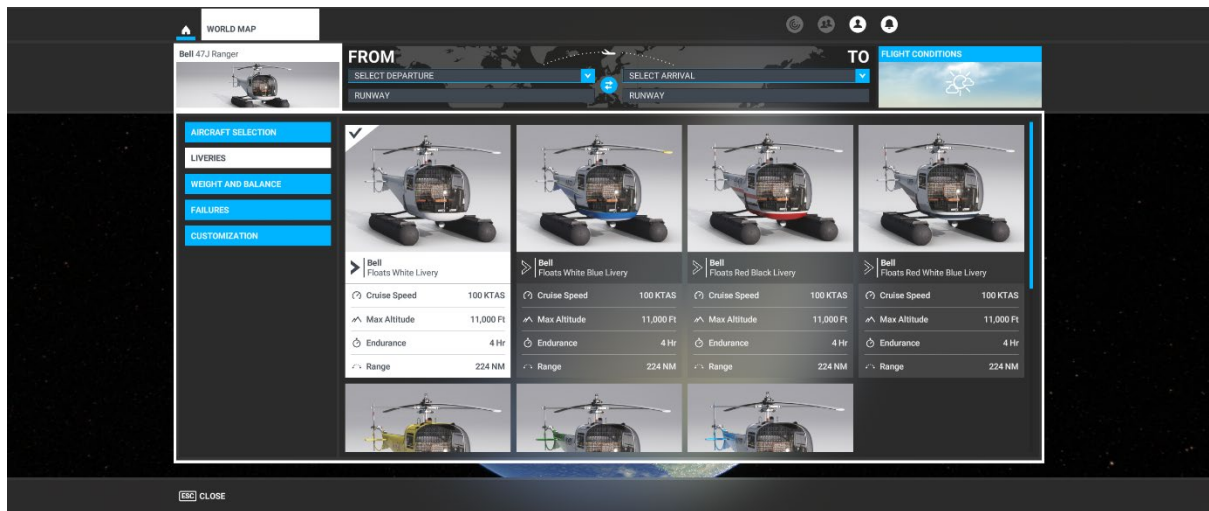 WORLD MAP
Bell 47J Ranger
FROM
TO
SELECT DEPARTURE
SELECT ARRIVAL
RUNWAY
RUNWAY
FLIGHT CONDITIONS
AIRCRAFT SELECTION
LIVERIES
WEIGHT AND BALANCE
FAILURES
CUSTOMIZATION
Bell
Floats White Livery
Cruise Speed 100 KTAS
Max Altitude 11,000 Ft
Endurance 4 Hr
Range 224 NM
Bell
Floats White Blue Livery
Cruise Speed 100 KTAS
Max Altitude 11,000 Ft
Endurance 4 Hr
Range 224 NM
Bell
Floats Red Black Livery
Cruise Speed 100 KTAS
Max Altitude 11,000 Ft
Endurance 4 Hr
Range 224 NM
Bell
Floats Red White Blue Livery
Cruise Speed 100 KTAS
Max Altitude 11,000 Ft
Endurance 4 Hr
Range 224 NM
ESC CLOSE